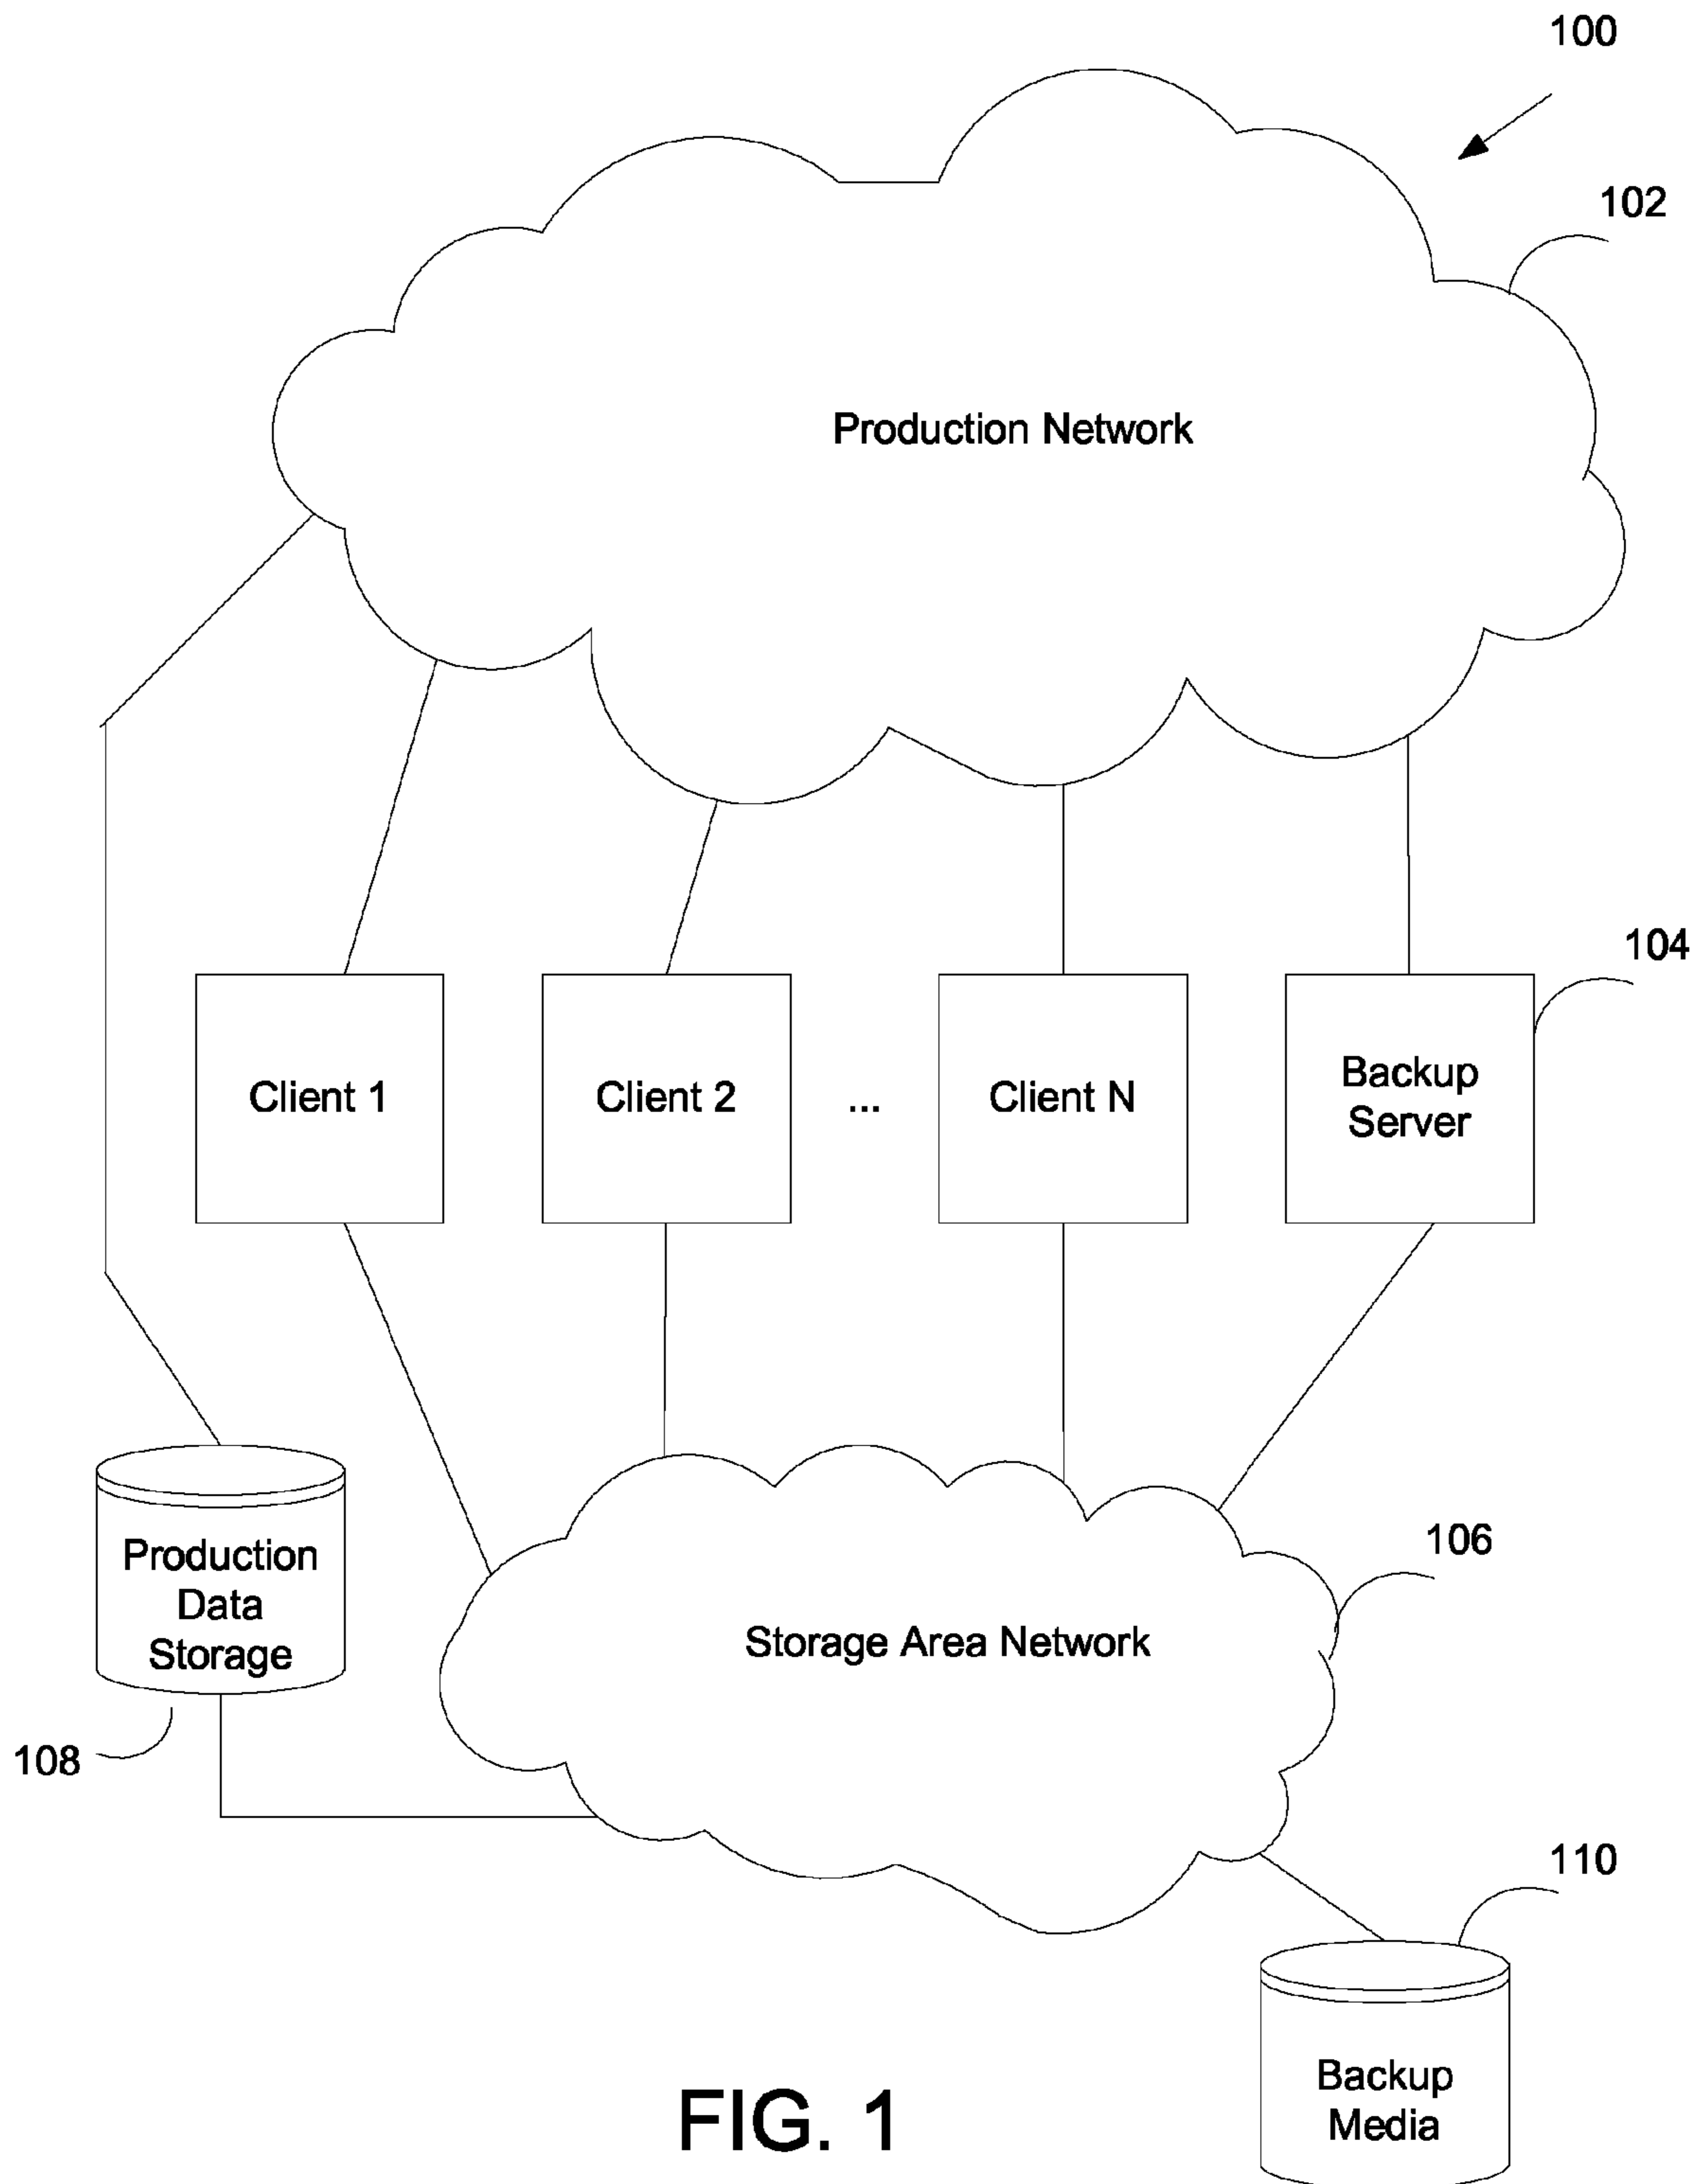 100
102
Production Network
104
Client 1
Client 2
...
Client N
Backup
Server
106
Production
Data
Storage
Storage Area Network
108
110
Backup
Media
FIG. 1